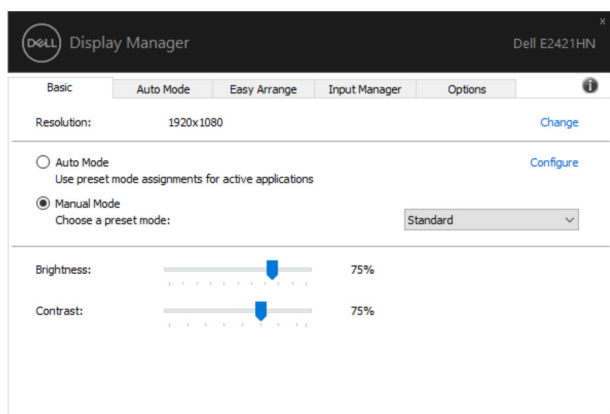 x
DELL Display Manager Dell E2421HN
Basic Auto Mode Easy Arrange Input Manager Options i
Resolution: 1920x1080 Change
Auto Mode Configure
Use preset mode assignments for active applications
Manual Mode
Choose a preset mode: Standard
Brightness: 75%
Contrast: 75%